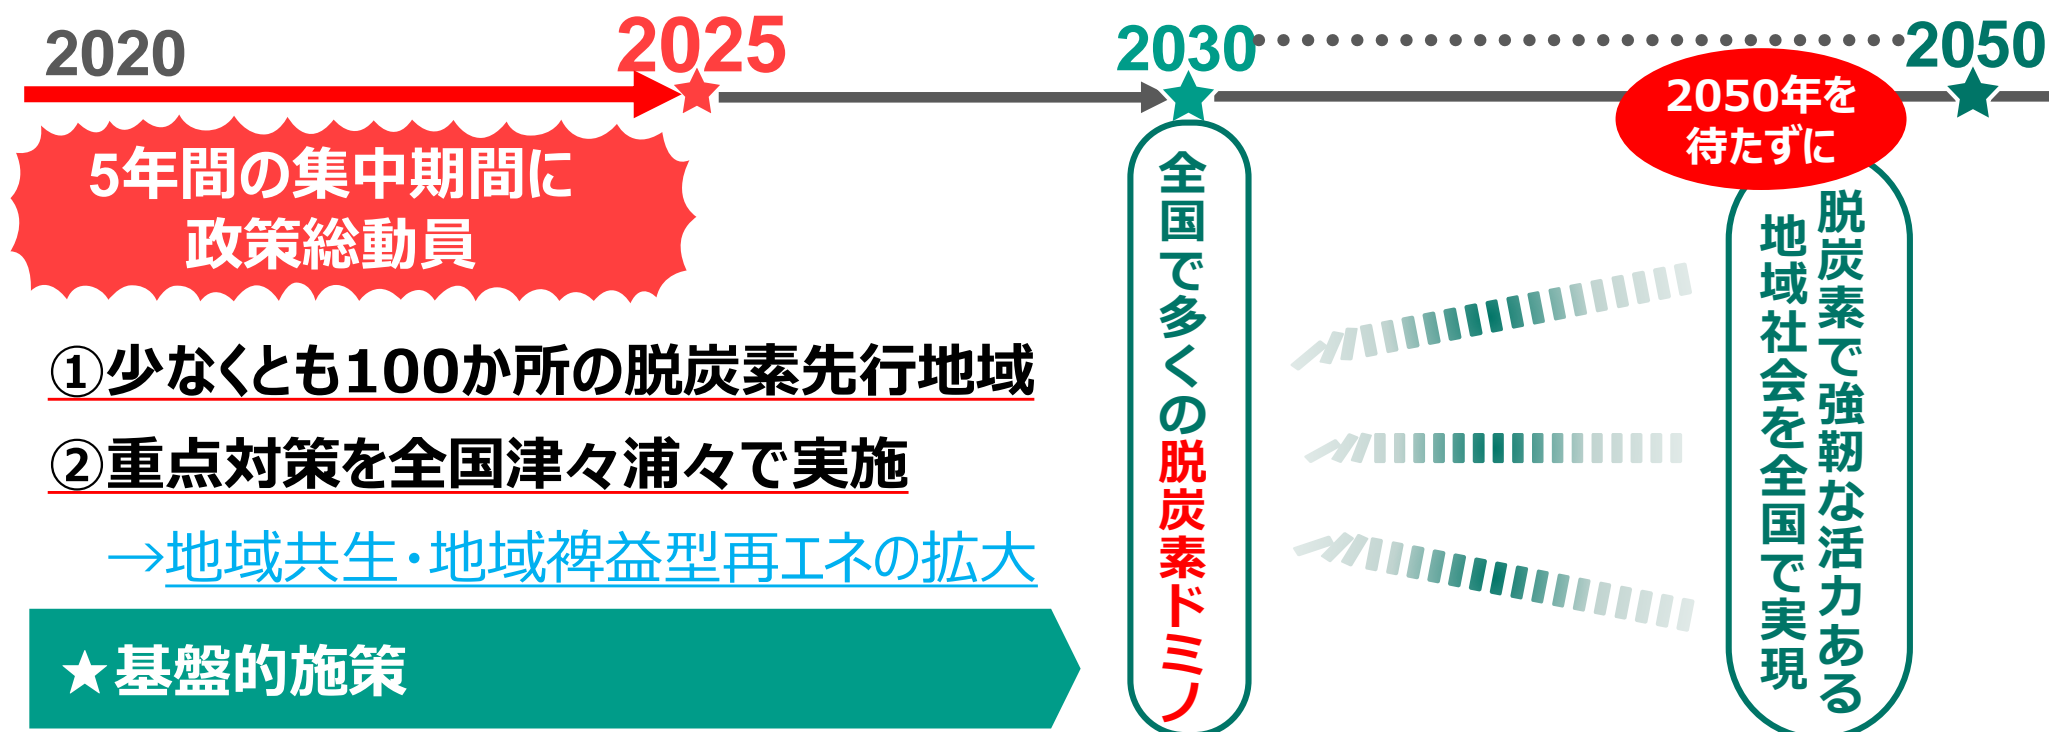 2020
2025
2030
2050
5年間の集中期間に
政策総動員
①少なくとも100か所の脱炭素先行地域
②重点対策を全国津々浦々で実施
→地域共生・地域裨益型再エネの拡大
★基盤的施策
全国で多くの脱炭素ドミノ
2050年を
待たずに
脱炭素で強靭な活力ある
地域社会を全国で実現